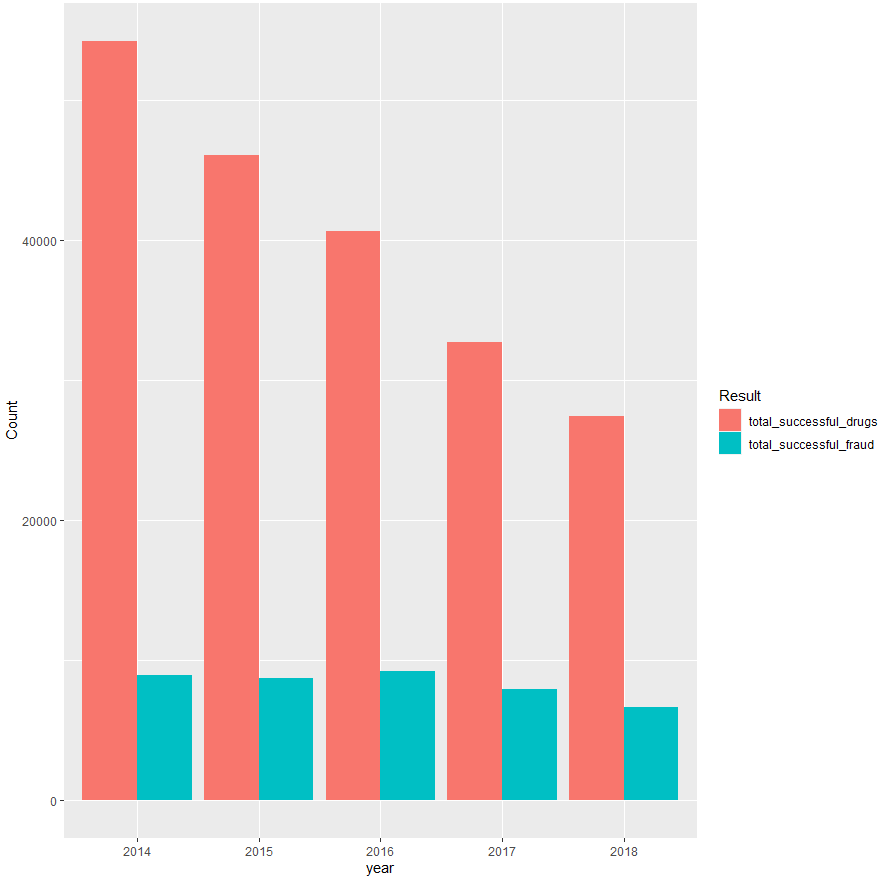 Count
40000
20000
0
2014 2015 2016 2017 2018
year
Result
total_successful_drugs
total_successful_fraud